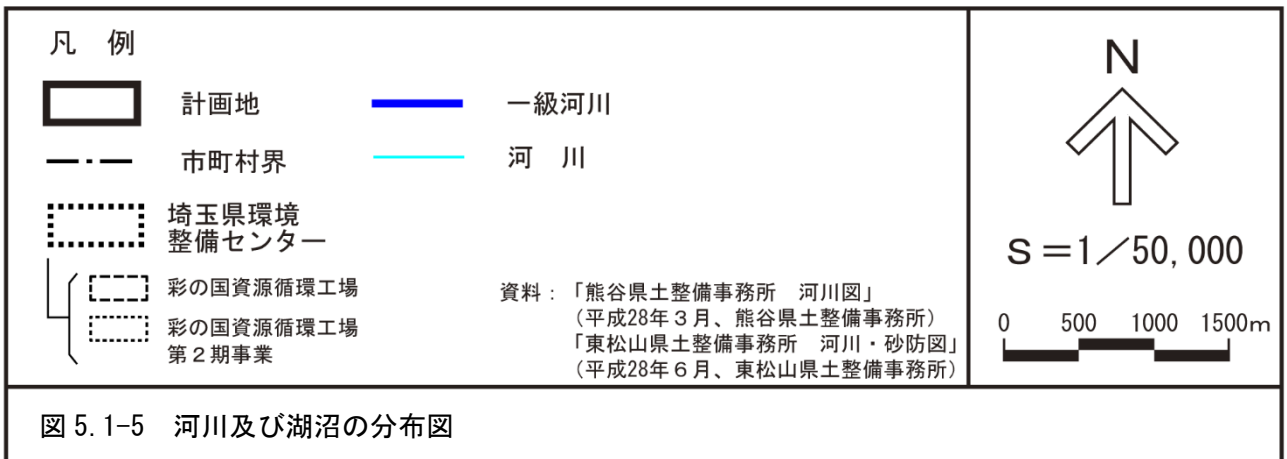 凡　例
計画地
一級河川
市町村界
河　川
埼玉県環境
整備センター
彩の国資源循環工場
彩の国資源循環工場
第２期事業
資料：「熊谷県土整備事務所　河川図」
（平成28年３月、熊谷県土整備事務所）
「東松山県土整備事務所　河川・砂防図」
（平成28年６月、東松山県土整備事務所）
N
S＝1／50,000
0 500 1000 1500m
図 5.1-5　河川及び湖沼の分布図